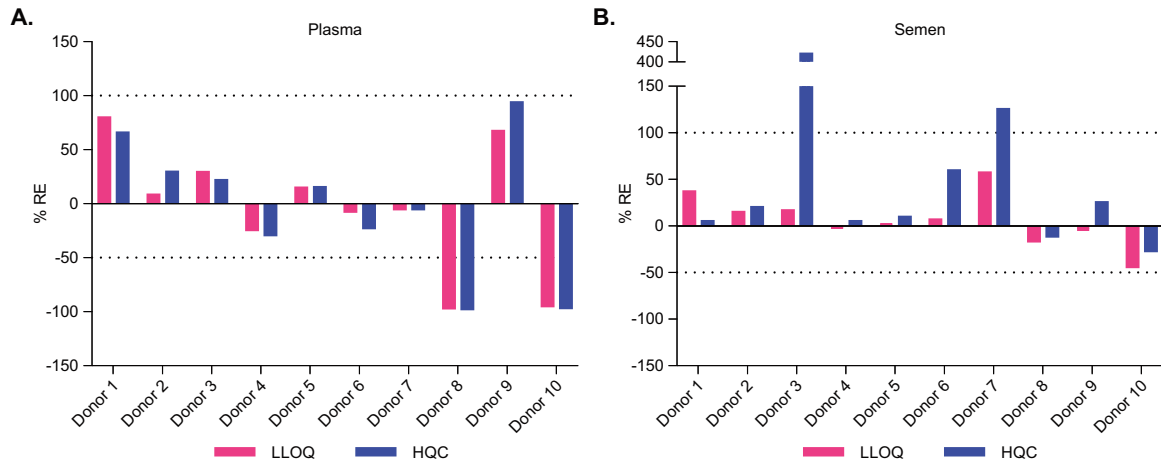 A.
Plasma
150
100
50
0
-50
-100
-150
% RE
Donor 1
Donor 2
Donor 3
Donor 4
Donor 5
Donor 6
Donor 7
Donor 8
Donor 9
Donor 10
LLOQ
HQC
B.
Semen
450
400
150
100
50
0
-50
-100
-150
% RE
Donor 1
Donor 2
Donor 3
Donor 4
Donor 5
Donor 6
Donor 7
Donor 8
Donor 9
Donor 10
LLOQ
HQC